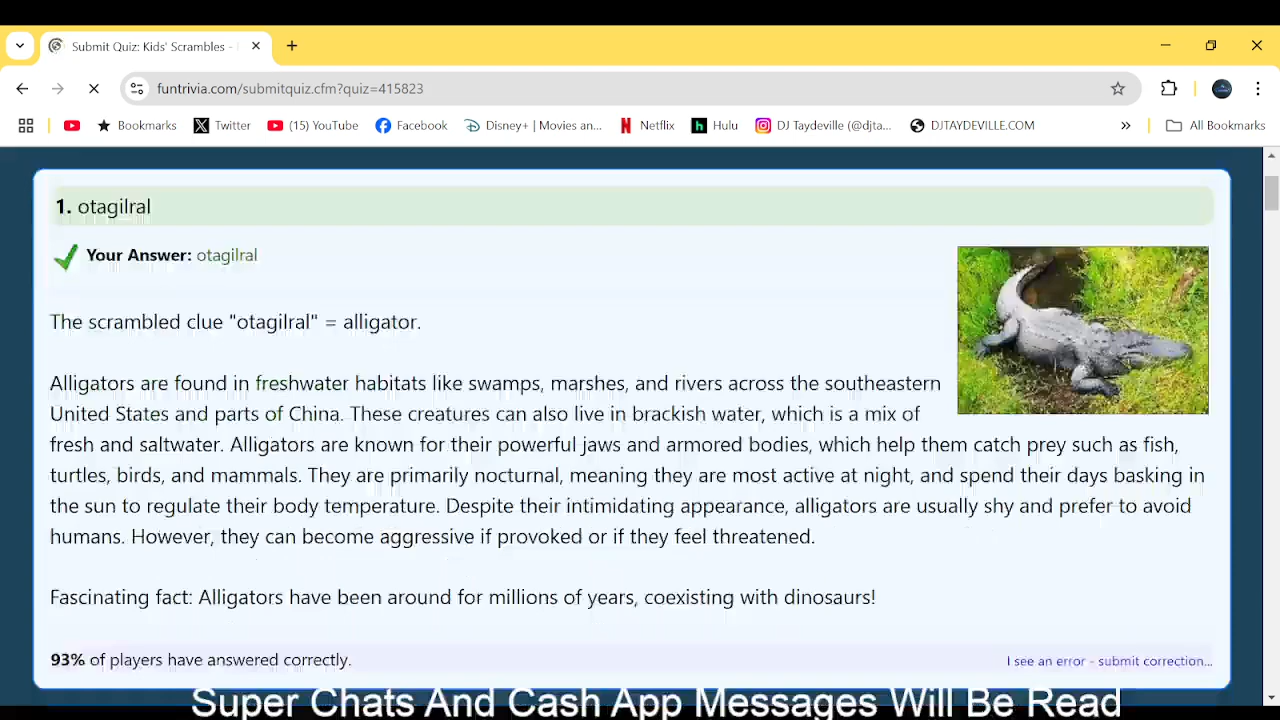 Submit Quiz: Kids' Scrambles -
funtrivia.com/submitquiz.cfm?quiz=415823
Bookmarks Twitter (15) YouTube Facebook Disney+ | Movies an... Netflix Hulu DJ Taydeville (@djta... DJTAYDEVILLE.COM » All Bookmarks
1. otagilral
Your Answer: otagilral
The scrambled clue "otagilral" = alligator.
Alligators are found in freshwater habitats like swamps, marshes, and rivers across the southeastern
United States and parts of China. These creatures can also live in brackish water, which is a mix of
fresh and saltwater. Alligators are known for their powerful jaws and armored bodies, which help them catch prey such as fish,
turtles, birds, and mammals. They are primarily nocturnal, meaning they are most active at night, and spend their days basking in
the sun to regulate their body temperature. Despite their intimidating appearance, alligators are usually shy and prefer to avoid
humans. However, they can become aggressive if provoked or if they feel threatened.
Fascinating fact: Alligators have been around for millions of years, coexisting with dinosaurs!
93% of players have answered correctly.
I see an error - submit correction...
Super Chats And Cash App Messages Will Be Read